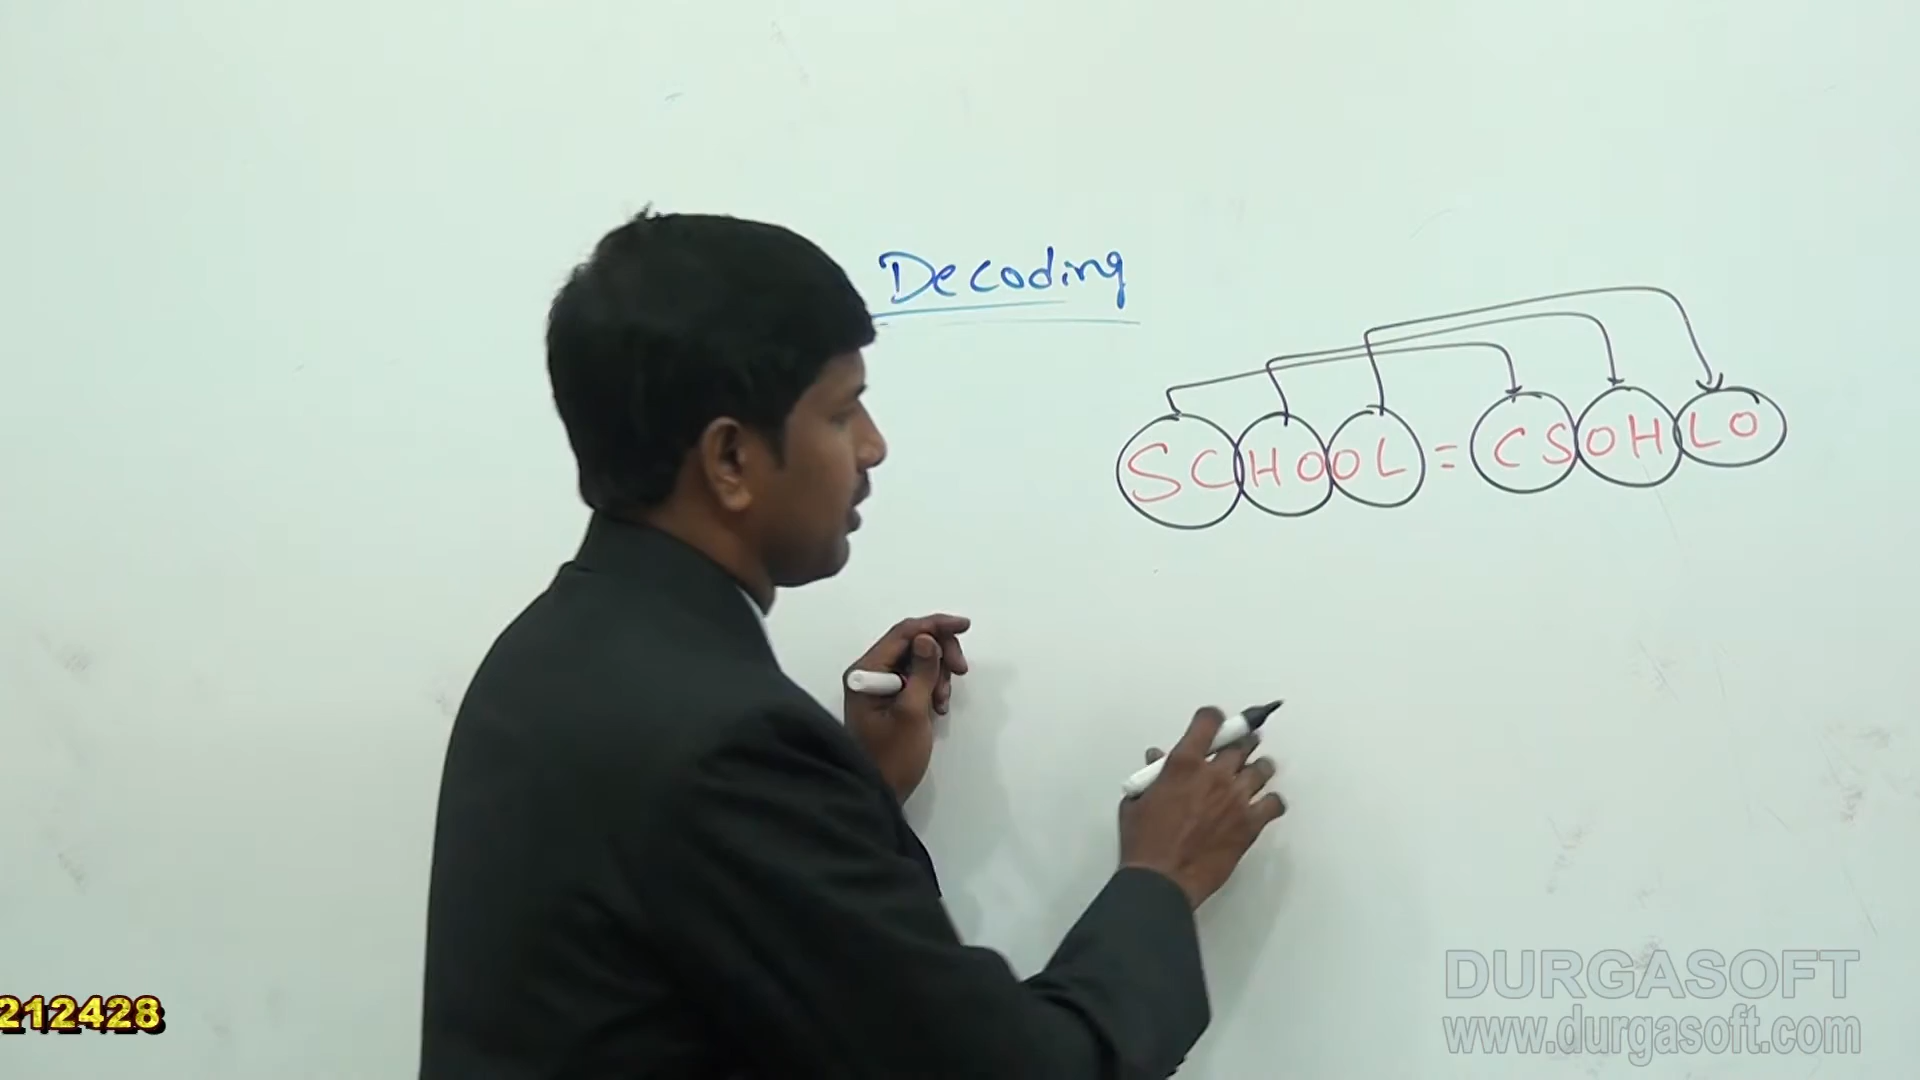 Decoding
SCHOOL = CSOHLO
212428
DURGASOFT
www.durgasoft.com